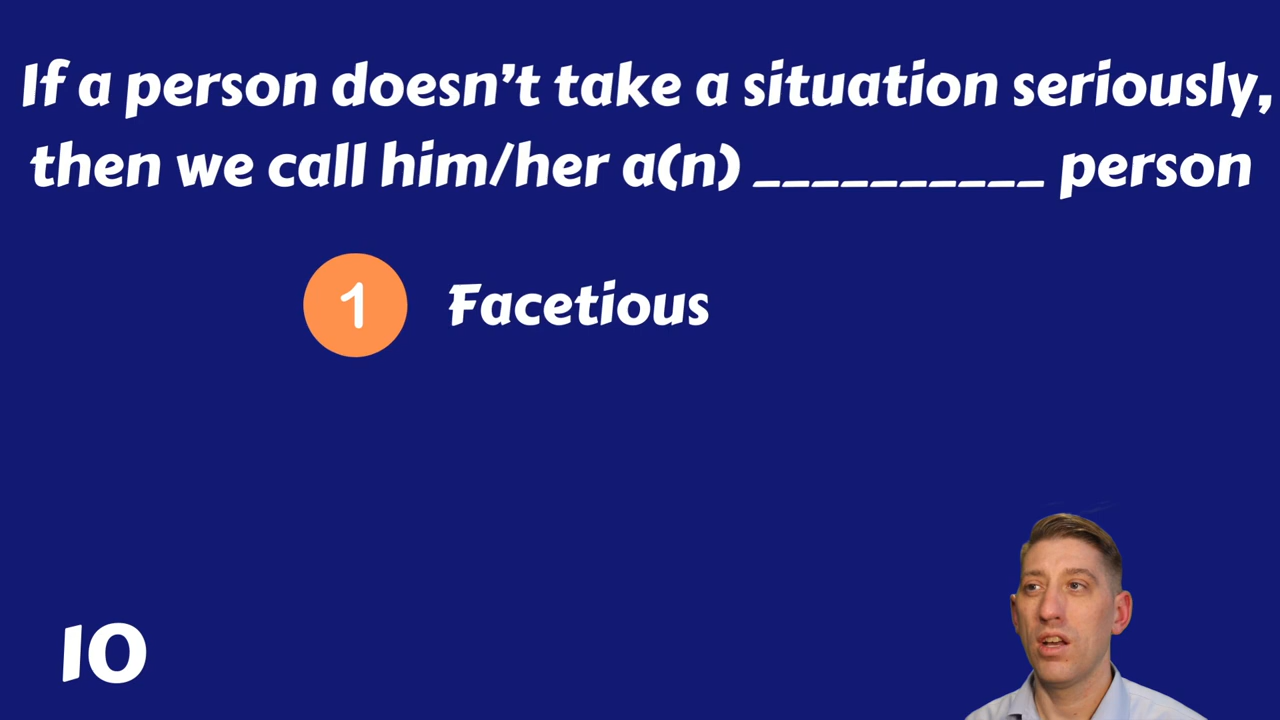 If a person doesn't take a situation seriously,
then we call him/her a(n) __________ person
1 Facetious
10